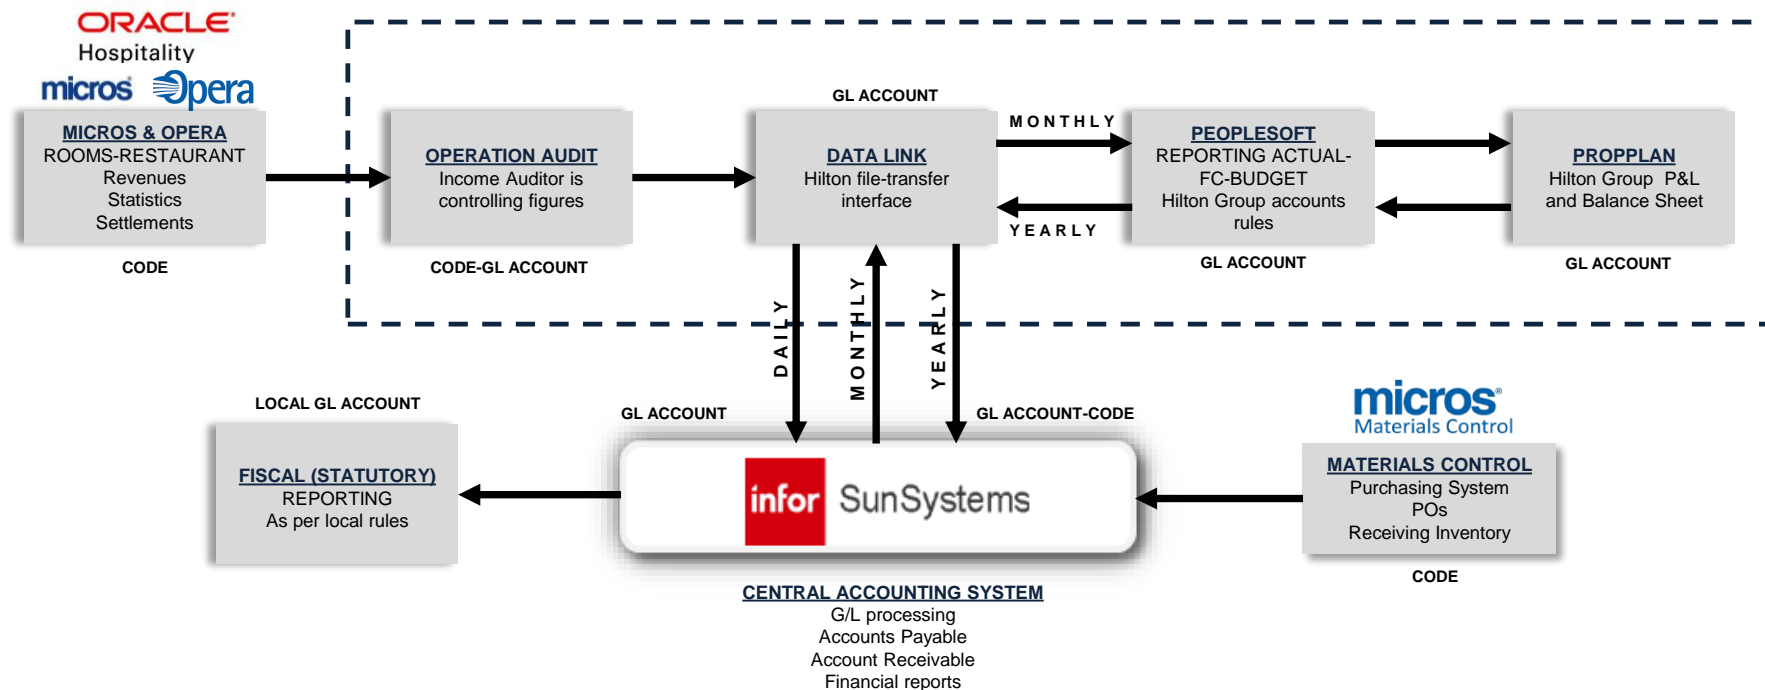 ORACLE
Hospitality
micros Opera
MICROS & OPERA
ROOMS-RESTAURANT
Revenues
Statistics
Settlements
CODE
OPERATION AUDIT
Income Auditor is
controlling figures
CODE-GL ACCOUNT
GL ACCOUNT
DATA LINK
Hilton file-transfer
interface
MONTHLY
YEARLY
PEOPLESOFT
REPORTING ACTUAL-
FC-BUDGET
Hilton Group accounts
rules
GL ACCOUNT
PROPPLAN
Hilton Group P&L
and Balance Sheet
GL ACCOUNT
DAILY
MONTHLY
YEARLY
LOCAL GL ACCOUNT
FISCAL (STATUTORY)
REPORTING
As per local rules
GL ACCOUNT
GL ACCOUNT-CODE
infor SunSystems
CENTRAL ACCOUNTING SYSTEM
G/L processing
Accounts Payable
Account Receivable
Financial reports
micros®
Materials Control
MATERIALS CONTROL
Purchasing System
POs
Receiving Inventory
CODE